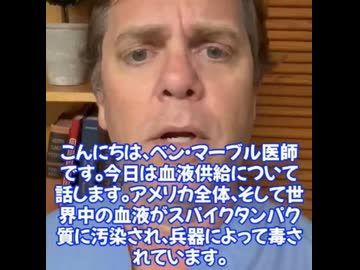 こんにちは、ベン・マーブル医師
です。今日は血液供給について
話します。アメリカ全体、そして世
界中の血液がスパイクタンパク
質に汚染され、兵器によって毒さ
れています。